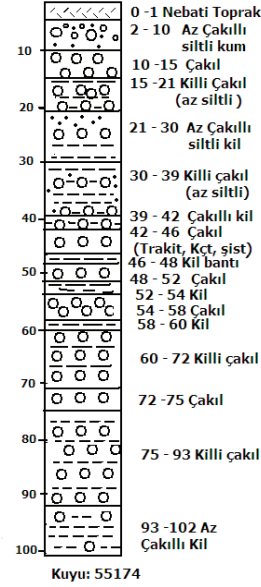 0 -1 Nebati Toprak
2 - 10 Az Çakıllı
siltli kum
10
10 -15 Çakıl
15 -21 Killi Çakıl
(az siltli )
20
21 - 30 Az Çakıllı
siltli kil
30
30 - 39 Killi çakıl
(az siltli)
39 - 42 Çakıllı kil
40
42 - 46 Çakıl
(Trakit, Kçt, şist)
46 - 48 Kil bantı
50
48 - 52 Çakıl
52 - 54 Kil
54 - 58 Çakıl
58 - 60 Kil
60
60 - 72 Killi çakıl
70
72 -75 Çakıl
80
75 - 93 Killi çakıl
90
93 -102 Az
Çakıllı Kil
100
Kuyu: 55174